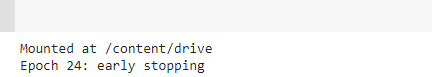 Mounted at /content/drive
Epoch 24: early stopping